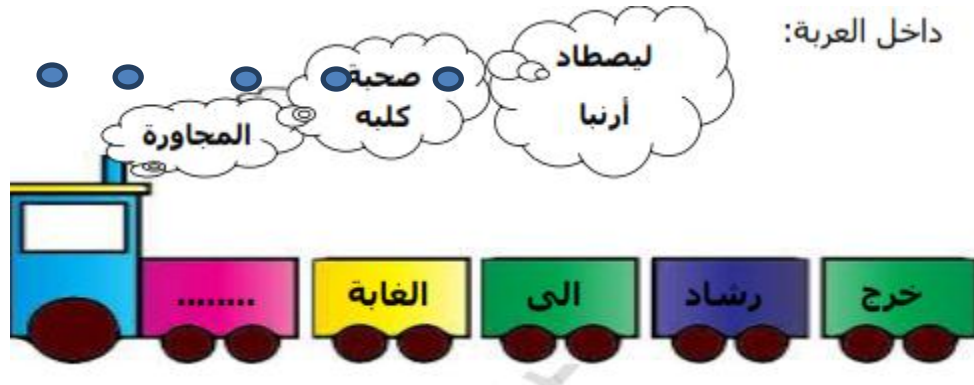 داخل العربة:
ليصطاد
أرنبا
صحبة
كلبه
المجاورة
خرج رشاد الى الغابة ........